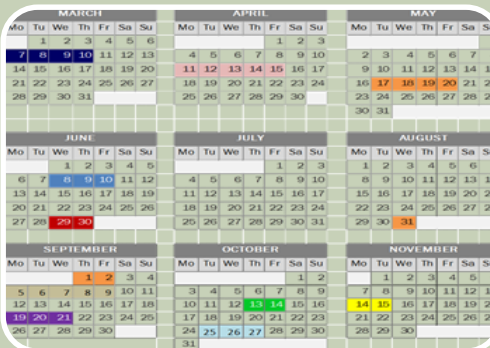 MARCH APRIL MAY
Mo Tu We Th Fr Sa Su Mo Tu We Th Fr Sa Su Mo Tu We Th Fr Sa Su
1 2 3 4 5 6 1 2 3 1
7 8 9 10 11 12 13 4 5 6 7 8 9 10 2 3 4 5 6 7
14 15 16 17 18 19 20 11 12 13 14 15 16 17 9 10 11 12 13 14
21 22 23 24 25 26 27 18 19 20 21 22 23 24 16 17 18 19 20 21
28 29 30 31 25 26 27 28 29 30 23 24 25 26 27 28
30 31
JUNE JULY AUGUST
Mo Tu We Th Fr Sa Su Mo Tu We Th Fr Sa Su Mo Tu We Th Fr Sa Su
1 2 3 4 5 1 2 3 1 2 3 4 5 6
6 7 8 9 10 11 12 4 5 6 7 8 9 10 8 9 10 11 12 13
13 14 15 16 17 18 19 11 12 13 14 15 16 17 15 16 17 18 19 20
20 21 22 23 24 25 26 18 19 20 21 22 23 24 22 23 24 25 26 27
27 28 29 30 25 26 27 28 29 30 31 29 30 31
SEPTEMBER OCTOBER NOVEMBER
Mo Tu We Th Fr Sa Su Mo Tu We Th Fr Sa Su Mo Tu We Th Fr Sa Su
1 2 3 4 1 2 1 2 3 4 5
5 6 7 8 9 10 11 3 4 5 6 7 8 9 7 8 9 10 11 12
12 13 14 15 16 17 18 10 11 12 13 14 15 16 14 15 16 17 18 19
19 20 21 22 23 24 25 17 18 19 20 21 22 23 21 22 23 24 25 26
26 27 28 29 30 24 25 26 27 28 29 30 28 29 30
31